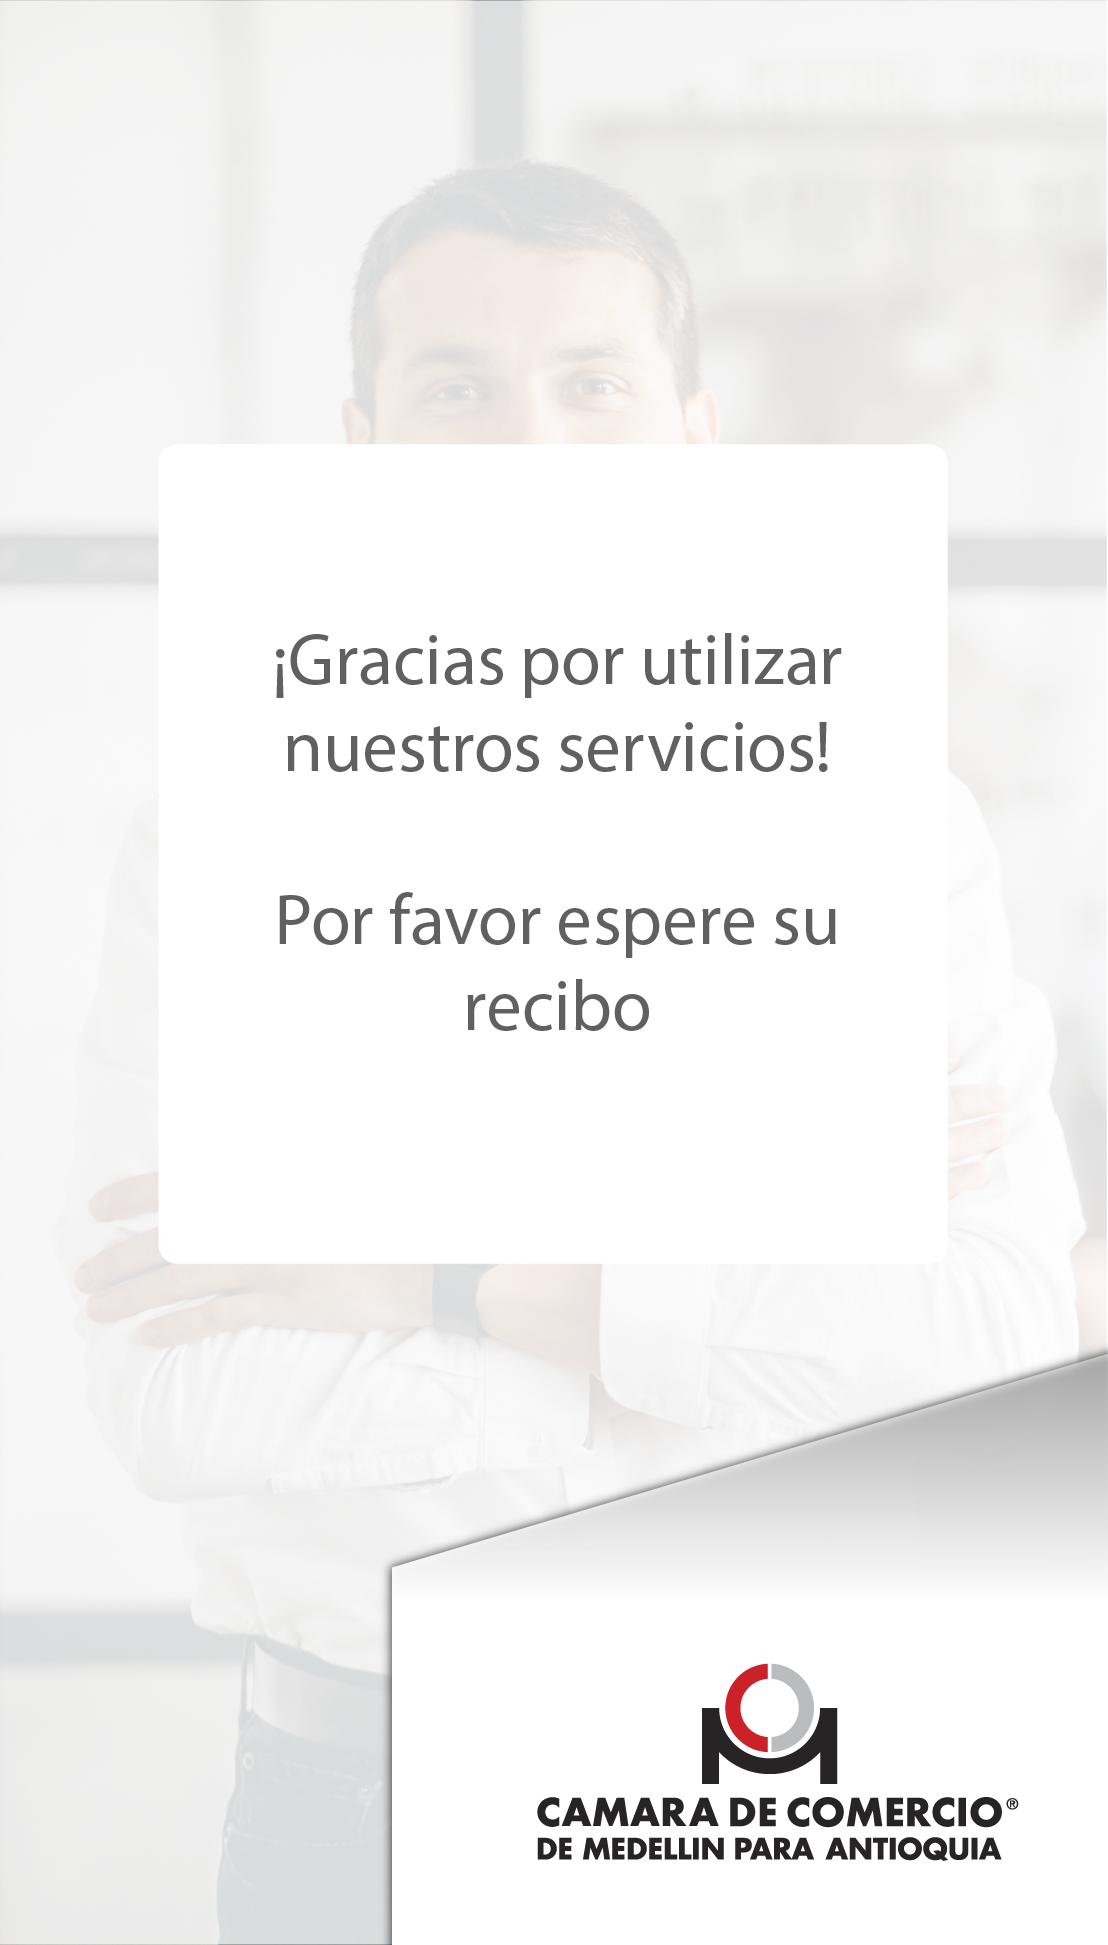 ¡Gracias por utilizar
nuestros servicios!
Por favor espere su
recibo
CAMARA DE COMERCIO®
DE MEDELLIN PARA ANTIOQUIA